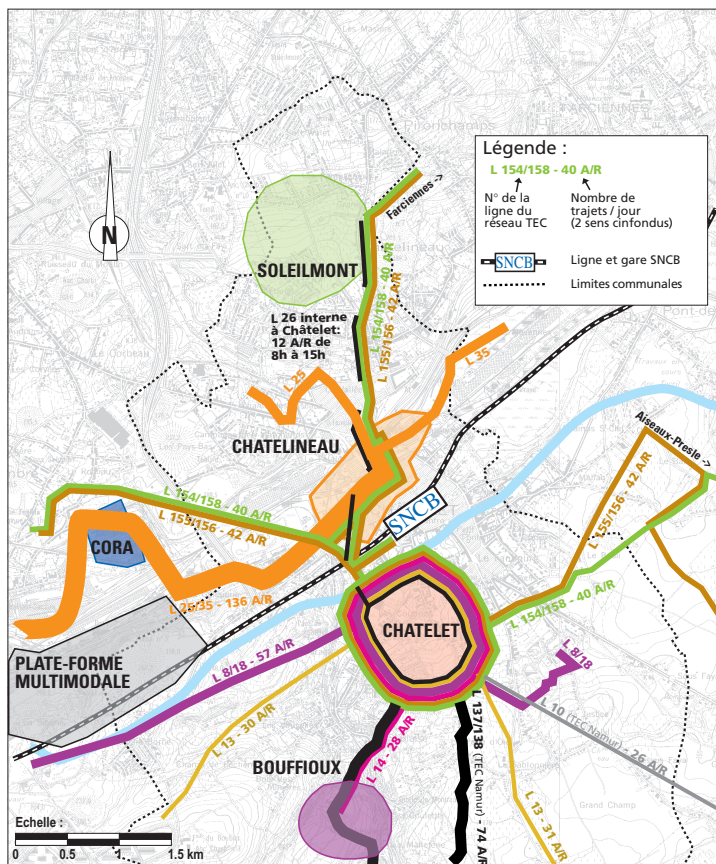 Légende :
L 154/158 - 40 A/R
N° de la
ligne du
réseau TEC
Nombre de
trajets / jour
(2 sens cinfondus)
SNCB
Ligne et gare SNCB
Limites communales
N
Farciennes ->
SOLEILMONT
L 26 interne
à Châtelet:
12 A/R de
8h à 15h
L 154/158 - 40 A/R
L 155/156 - 42 A/R
L 25
L 35
CHATELINEAU
SNCB
Aiseaux-Presle ->
L 154/158 - 40 A/R
L 155/156 - 42 A/R
CORA
L 25/35 - 136 A/R
L 155/156 - 42 A/R
L 154/158 - 40 A/R
CHATELET
PLATE-FORME
MULTIMODALE
L 8/18 - 57 A/R
L 8/18
L 13 - 30 A/R
L 10 (TEC Namur) - 26 A/R
BOUFFIOUX
L 14 - 28 A/R
L 137/138 (TEC Namur) - 74 A/R
L 13 - 31 A/R
Grand Champ
Echelle :
0 0.5 1 1.5 km